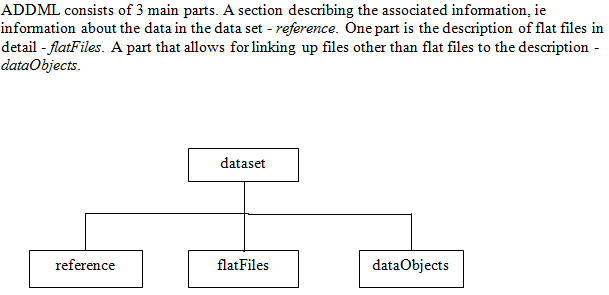 ADDML consists of 3 main parts. A section describing the associated information, ie
information about the data in the data set - reference. One part is the description of flat files in
detail - flatFiles. A part that allows for linking up files other than flat files to the description -
dataObjects.
dataset
reference
flatFiles
dataObjects